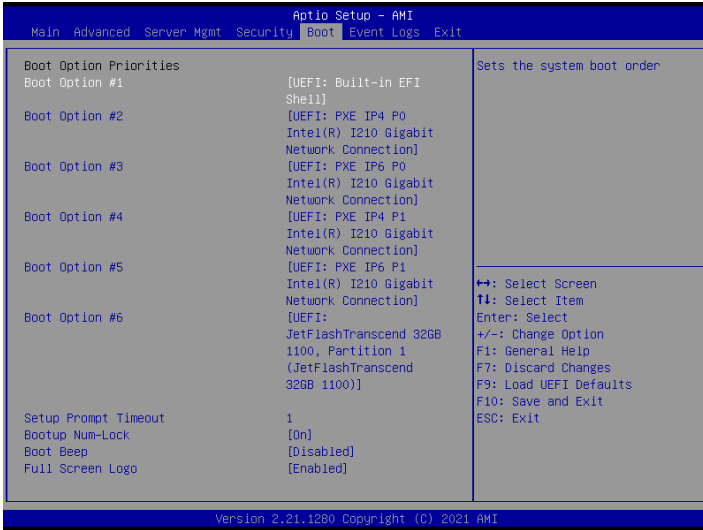 Aptio Setup – AMI
Main Advanced Server Mgmt Security Boot Event Logs Exit
Boot Option Priorities
Boot Option #1 [UEFI: Built-in EFI
Shell]
Boot Option #2 [UEFI: PXE IP4 P0
Intel(R) I210 Gigabit
Network Connection]
Boot Option #3 [UEFI: PXE IP6 P0
Intel(R) I210 Gigabit
Network Connection]
Boot Option #4 [UEFI: PXE IP4 P1
Intel(R) I210 Gigabit
Network Connection]
Boot Option #5 [UEFI: PXE IP6 P1
Intel(R) I210 Gigabit
Network Connection]
Boot Option #6 [UEFI:
JetFlashTranscend 32GB
1100, Partition 1
(JetFlashTranscend
32GB 1100)]
Setup Prompt Timeout 1
Bootup Num-Lock [On]
Boot Beep [Disabled]
Full Screen Logo [Enabled]
Sets the system boot order
↔: Select Screen
↑↓: Select Item
Enter: Select
+/-: Change Option
F1: General Help
F7: Discard Changes
F9: Load UEFI Defaults
F10: Save and Exit
ESC: Exit
Version 2.21.1280 Copyright (C) 2021 AMI